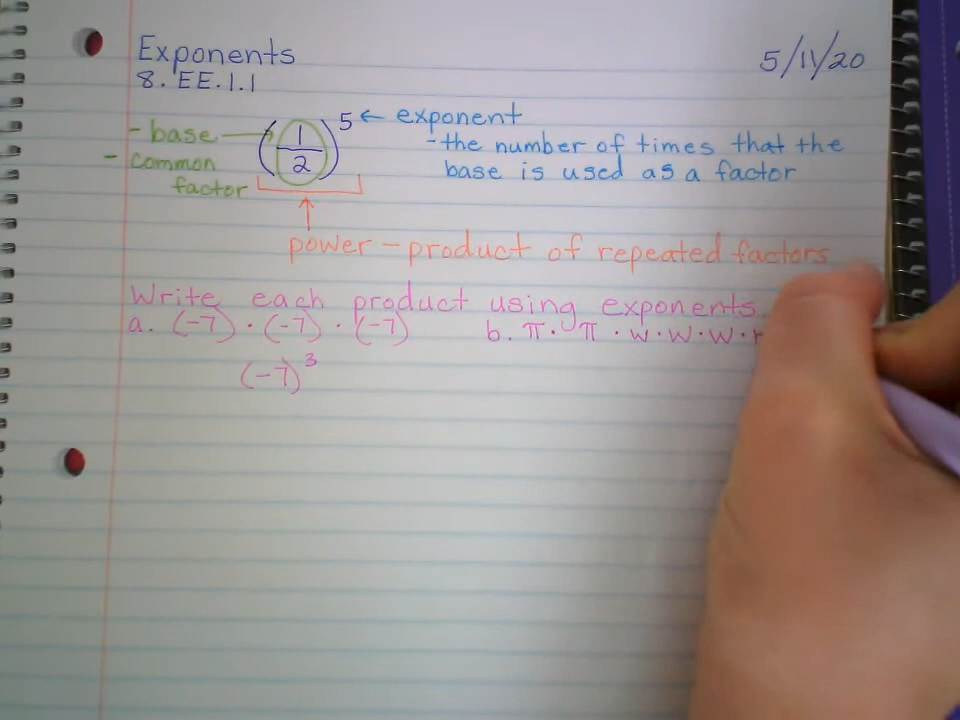 Exponents 5/11/20
8.EE.1.1
- base
- common factor
(1/2)^5 ← exponent
- the number of times that the
base is used as a factor
power - product of repeated factors
Write each product using exponents.
a. (-7) · (-7) · (-7) b. π · π · w · w · w ·
(-7)^3